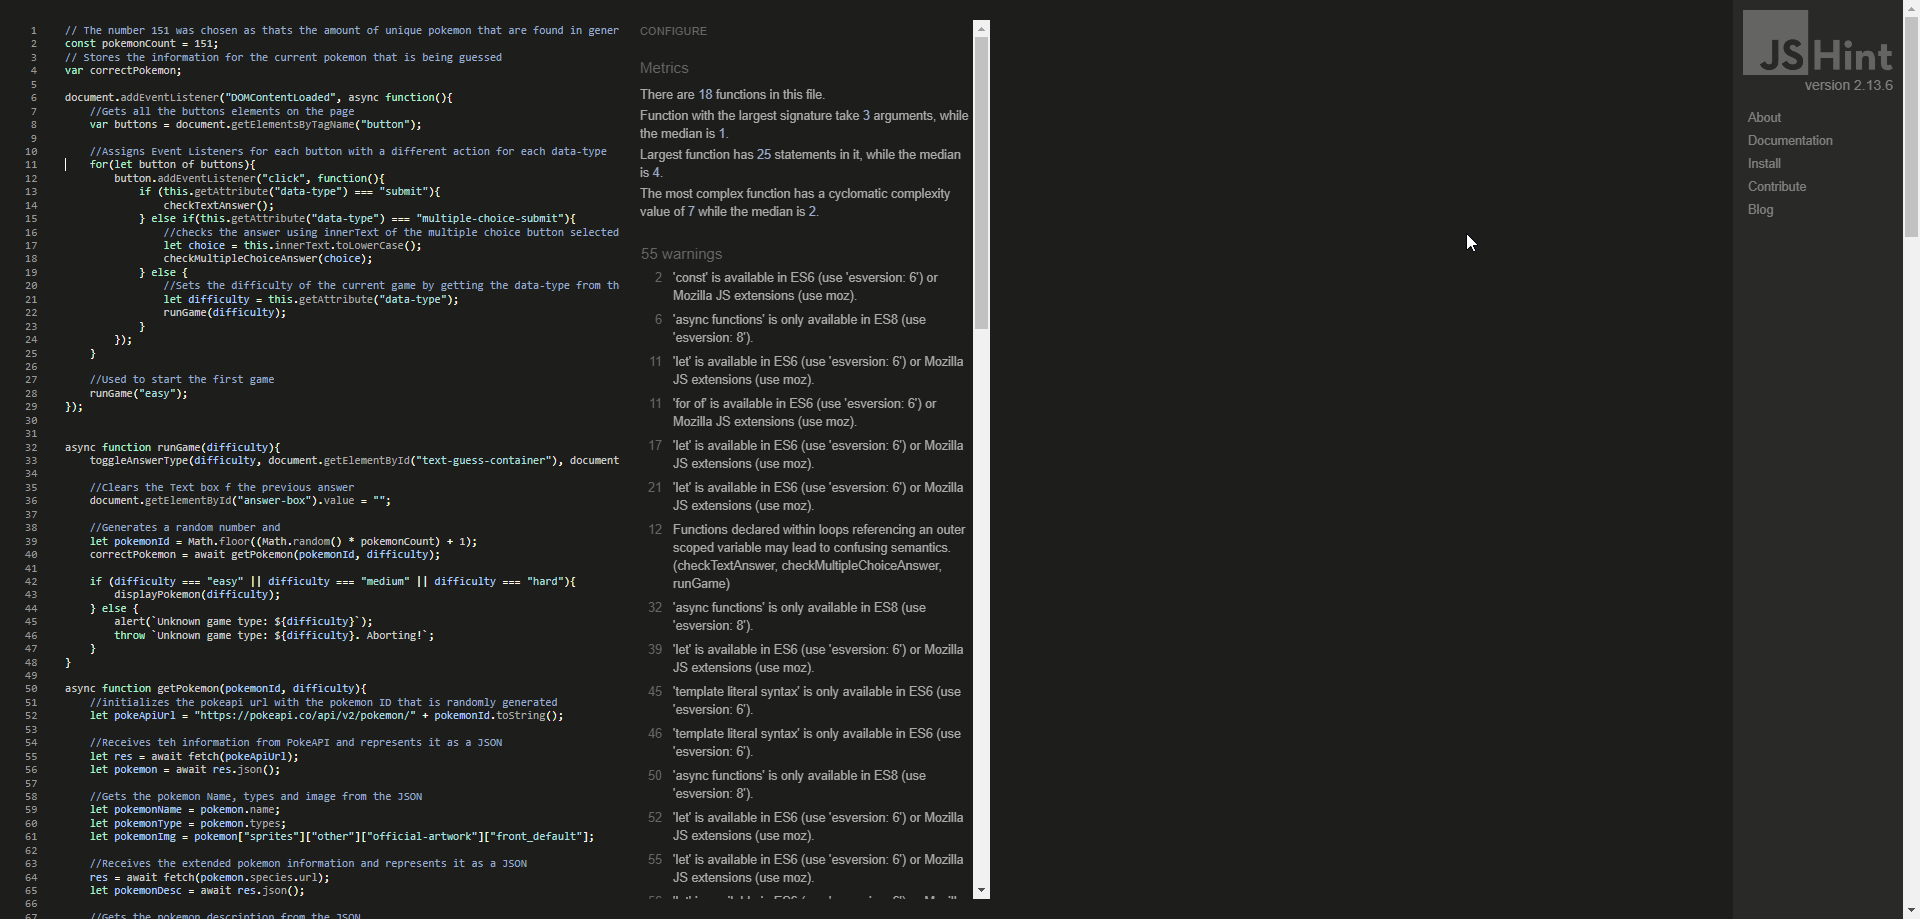 1 // The number 151 was chosen as thats the amount of unique pokemon that are found in gener
2 const pokemonCount = 151;
3 // Stores the information for the current pokemon that is being guessed
4 var correctPokemon;
5
6 document.addEventListener("DOMContentLoaded", async function(){
7 //Gets all the buttons elements on the page
8 var buttons = document.getElementsByTagName("button");
9
10 //Assigns Event Listeners for each button with a different action for each data-type
11 for(let button of buttons){
12 button.addEventListener("click", function(){
13 if (this.getAttribute("data-type") === "submit"){
14 checkTextAnswer();
15 } else if(this.getAttribute("data-type") === "multiple-choice-submit"){
16 //checks the answer using innerText of the multiple choice button selected
17 let choice = this.innerText.toLowerCase();
18 checkMultipleChoiceAnswer(choice);
19 } else {
20 //Sets the difficulty of the current game by getting the data-type from th
21 let difficulty = this.getAttribute("data-type");
22 runGame(difficulty);
23 }
24 });
25 }
26
27 //Used to start the first game
28 runGame("easy");
29 });
30
31
32 async function runGame(difficulty){
33 toggleAnswerType(difficulty, document.getElementById("text-guess-container"), document
34
35 //Clears the Text box f the previous answer
36 document.getElementById("answer-box").value = "";
37
38 //Generates a random number and
39 let pokemonId = Math.floor((Math.random() * pokemonCount) + 1);
40 correctPokemon = await getPokemon(pokemonId, difficulty);
41
42 if (difficulty === "easy" || difficulty === "medium" || difficulty === "hard"){
43 displayPokemon(difficulty);
44 } else {
45 alert(`Unknown game type: ${difficulty}`);
46 throw `Unknown game type: ${difficulty}. Aborting!`;
47 }
48 }
49
50 async function getPokemon(pokemonId, difficulty){
51 //initializes the pokeapi url with the pokemon ID that is randomly generated
52 let pokeApiUrl = "https://pokeapi.co/api/v2/pokemon/" + pokemonId.toString();
53
54 //Receives teh information from PokeAPI and represents it as a JSON
55 let res = await fetch(pokeApiUrl);
56 let pokemon = await res.json();
57
58 //Gets the pokemon Name, types and image from the JSON
59 let pokemonName = pokemon.name;
60 let pokemonType = pokemon.types;
61 let pokemonImg = pokemon["sprites"]["other"]["official-artwork"]["front_default"];
62
63 //Receives the extended pokemon information and represents it as a JSON
64 res = await fetch(pokemon.species.url);
65 let pokemonDesc = await res.json();
66
67 //Gets the pokemon description from the JSON
CONFIGURE
Metrics
There are 18 functions in this file.
Function with the largest signature take 3 arguments, while
the median is 1.
Largest function has 25 statements in it, while the median
is 4.
The most complex function has a cyclomatic complexity
value of 7 while the median is 2.
55 warnings
2 'const' is available in ES6 (use 'esversion: 6') or
Mozilla JS extensions (use moz).
6 'async functions' is only available in ES8 (use
'esversion: 8').
11 'let' is available in ES6 (use 'esversion: 6') or Mozilla
JS extensions (use moz).
11 'for of' is available in ES6 (use 'esversion: 6') or
Mozilla JS extensions (use moz).
17 'let' is available in ES6 (use 'esversion: 6') or Mozilla
JS extensions (use moz).
21 'let' is available in ES6 (use 'esversion: 6') or Mozilla
JS extensions (use moz).
12 Functions declared within loops referencing an outer
scoped variable may lead to confusing semantics.
(checkTextAnswer, checkMultipleChoiceAnswer,
runGame)
32 'async functions' is only available in ES8 (use
'esversion: 8').
39 'let' is available in ES6 (use 'esversion: 6') or Mozilla
JS extensions (use moz).
45 'template literal syntax' is only available in ES6 (use
'esversion: 6').
46 'template literal syntax' is only available in ES6 (use
'esversion: 6').
50 'async functions' is only available in ES8 (use
'esversion: 8').
52 'let' is available in ES6 (use 'esversion: 6') or Mozilla
JS extensions (use moz).
55 'let' is available in ES6 (use 'esversion: 6') or Mozilla
JS extensions (use moz).
JSHint
version 2.13.6
About
Documentation
Install
Contribute
Blog